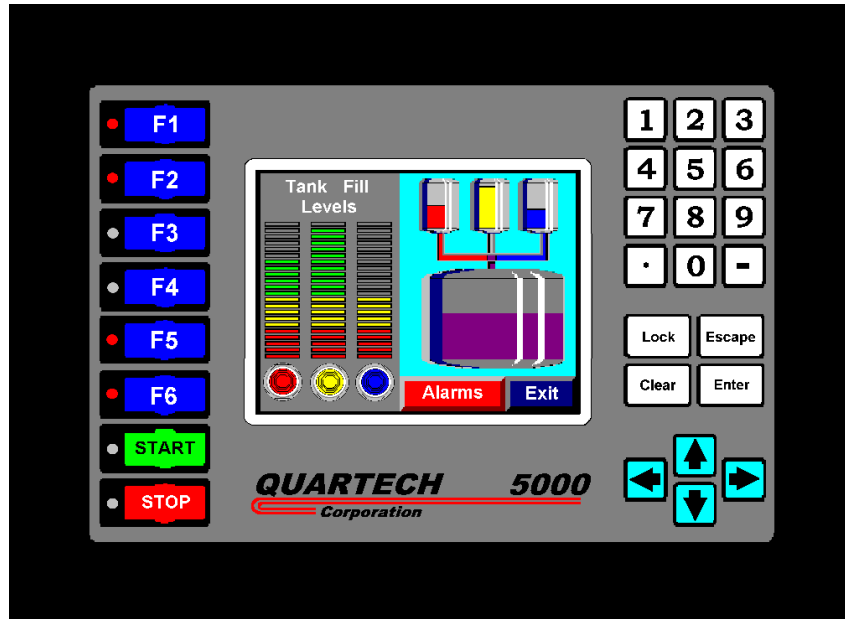 F1
F2
F3
F4
F5
F6
START
STOP
Tank Fill
Levels
Alarms
Exit
QUARTECH 5000
Corporation
1 2 3
4 5 6
7 8 9
. 0 -
Lock Escape
Clear Enter